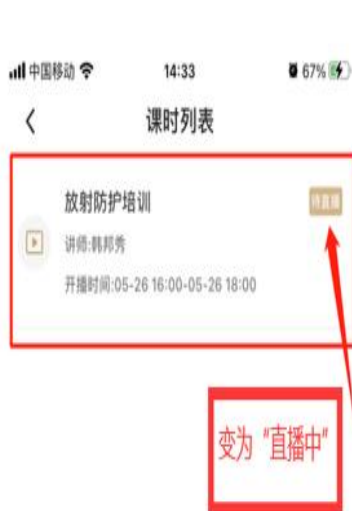 中国移动 14:33 67%
课时列表
放射防护培训 待直播
讲师:韩邦秀
开播时间:05-26 16:00-05-26 18:00
变为“直播中”